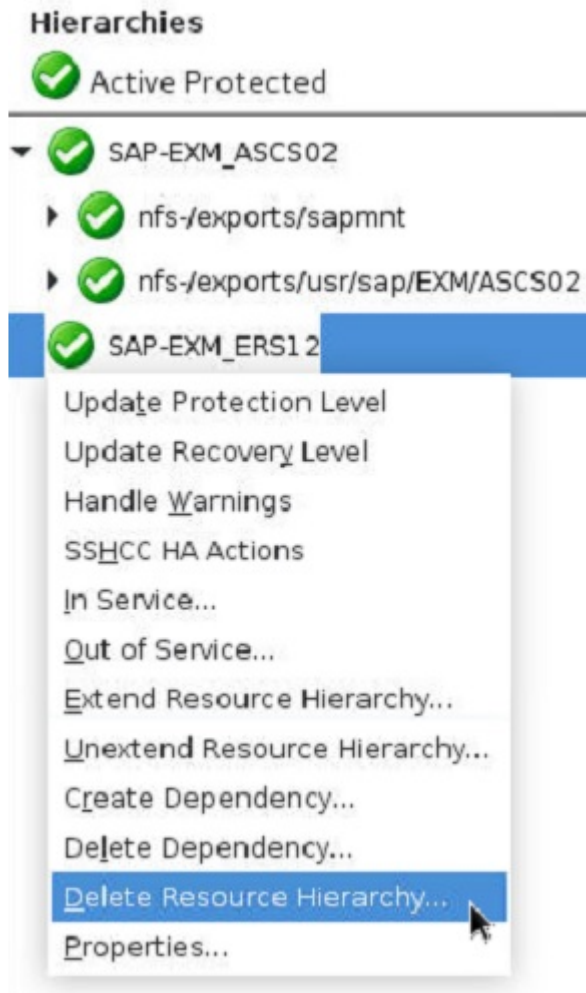 Hierarchies
Active Protected
SAP-EXM_ASCS02
nfs-/exports/sapmnt
nfs-/exports/usr/sap/EXM/ASCS02
SAP-EXM_ERS12
Update Protection Level
Update Recovery Level
Handle Warnings
SSHCC HA Actions
In Service...
Out of Service...
Extend Resource Hierarchy...
Unextend Resource Hierarchy...
Create Dependency...
Delete Dependency...
Delete Resource Hierarchy...
Properties...